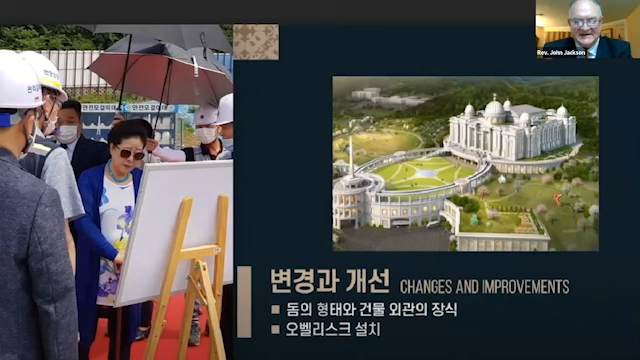 Rev. John Jackson
변경과 개선 CHANGES AND IMPROVEMENTS
돔의 형태와 건물 외관의 장식
오벨리스크 설치